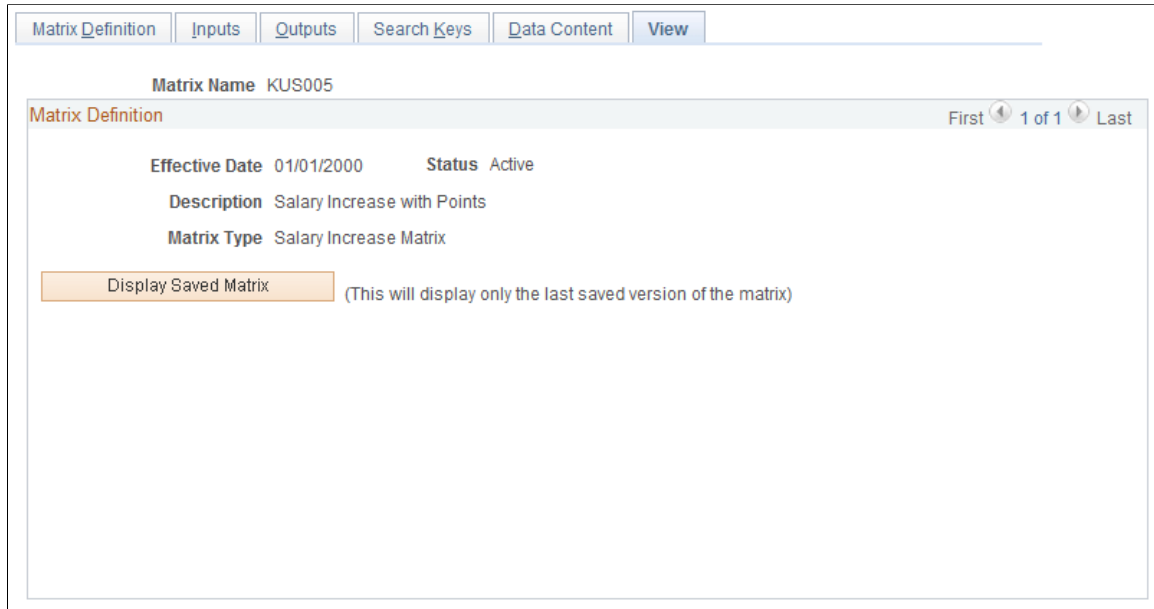 Matrix Definition Inputs Outputs Search Keys Data Content View
Matrix Name KUS005
Matrix Definition First 1 of 1 Last
Effective Date 01/01/2000 Status Active
Description Salary Increase with Points
Matrix Type Salary Increase Matrix
Display Saved Matrix (This will display only the last saved version of the matrix)